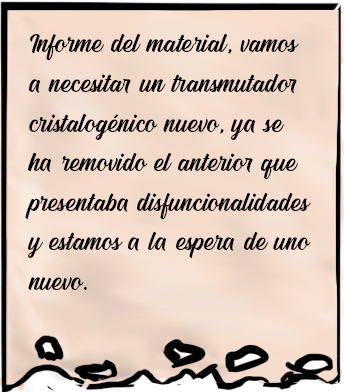 Informe del material, vamos
a necesitar un transmutador
cristalogénico nuevo, ya se
ha removido el anterior que
presentaba disfuncionalidades
y estamos a la espera de uno
nuevo.